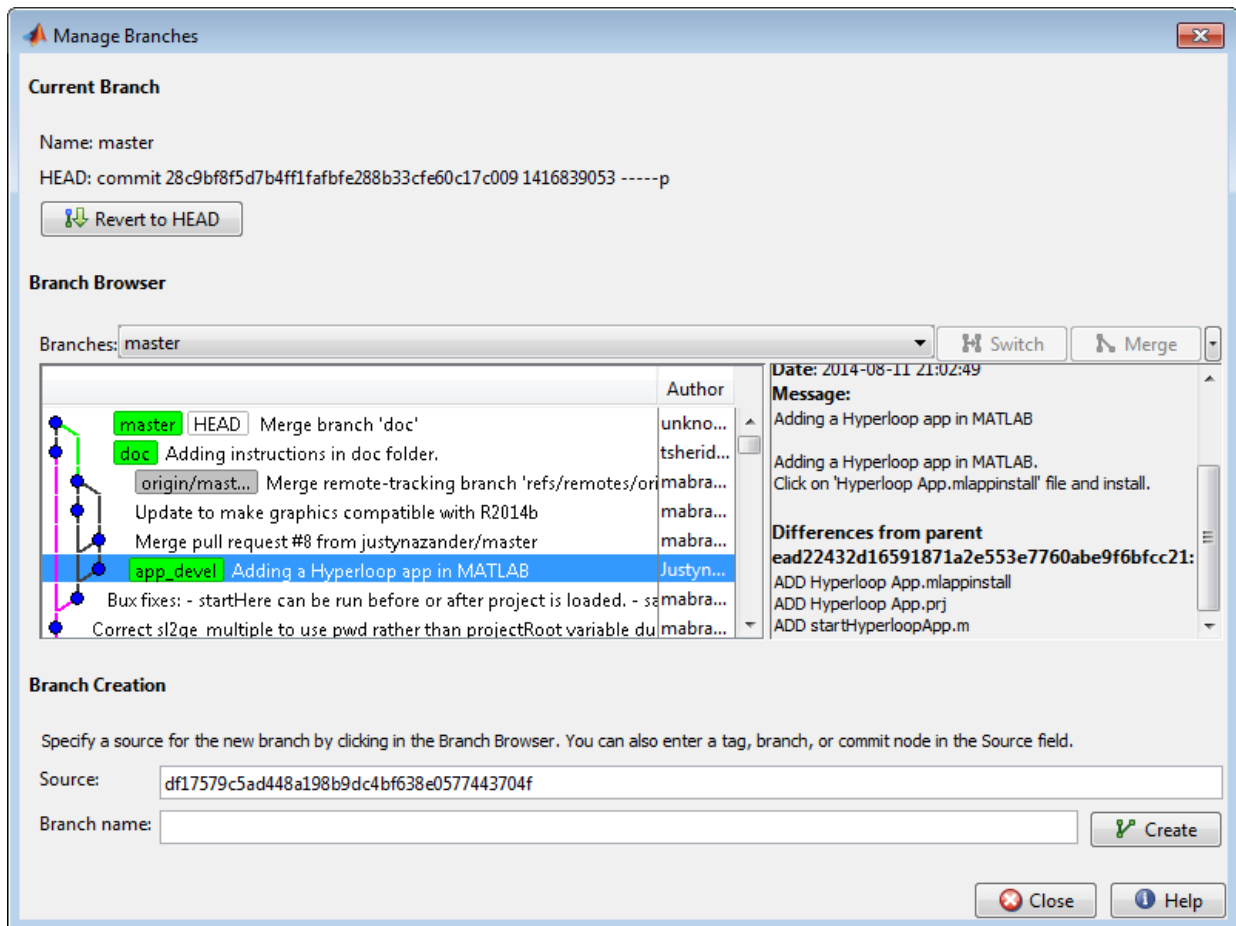 Manage Branches
Current Branch
Name: master
HEAD: commit 28c9bf8f5d7b4ff1fafbfe288b33cfe60c17c009 1416839053 -----p
Revert to HEAD
Branch Browser
Branches: master
Switch
Merge
Author
master HEAD Merge branch 'doc' unkno...
doc Adding instructions in doc folder. tsherid...
origin/mast... Merge remote-tracking branch 'refs/remotes/ori mabra...
Update to make graphics compatible with R2014b mabra...
Merge pull request #8 from justynazander/master mabra...
app_devel Adding a Hyperloop app in MATLAB Justyn...
Bux fixes: - startHere can be run before or after project is loaded. - sa mabra...
Correct sl2ge_multiple to use pwd rather than projectRoot variable du mabra...
Date: 2014-08-11 21:02:49
Message:
Adding a Hyperloop app in MATLAB
Adding a Hyperloop app in MATLAB.
Click on 'Hyperloop App.mlappinstall' file and install.
Differences from parent
ead22432d16591871a2e553e7760abe9f6bfcc21:
ADD Hyperloop App.mlappinstall
ADD Hyperloop App.prj
ADD startHyperloopApp.m
Branch Creation
Specify a source for the new branch by clicking in the Branch Browser. You can also enter a tag, branch, or commit node in the Source field.
Source: df17579c5ad448a198b9dc4bf638e0577443704f
Branch name:
Create
Close
Help